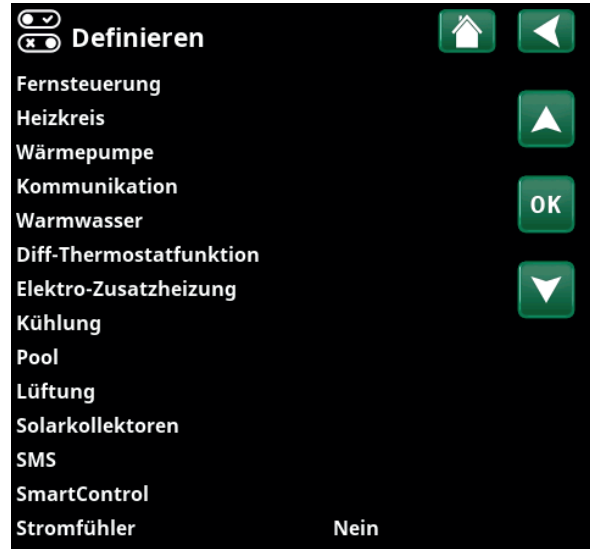 Definieren
Fernsteuerung
Heizkreis
Wärmepumpe
Kommunikation
Warmwasser
OK
Diff-Thermostatfunktion
Elektro-Zusatzheizung
Kühlung
Pool
Lüftung
Solarkollektoren
SMS
SmartControl
Stromfühler Nein